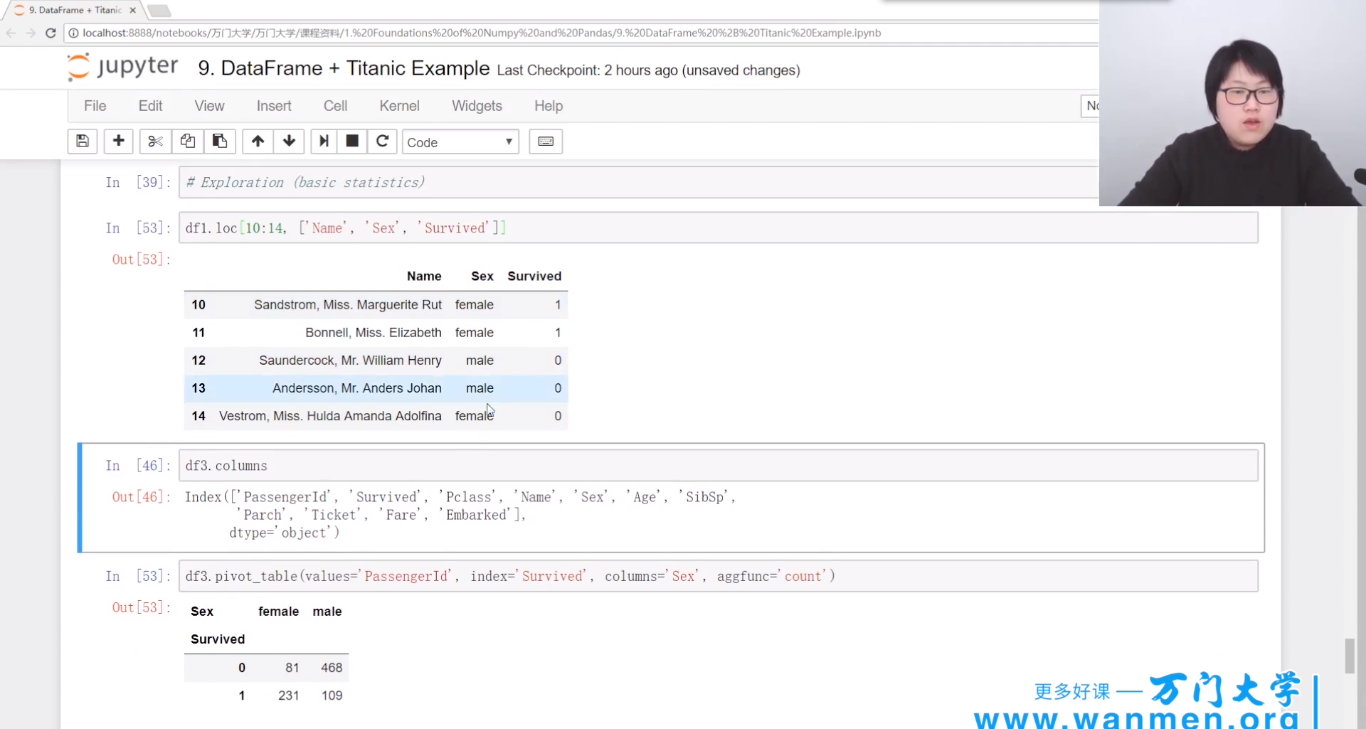 9. DataFrame + Titanic
localhost:8888/notebooks/万门大学/万门大学/课程资料/1.%20Foundations%20of%20Numpy%20and%20Pandas/9.%20DataFrame%20%2B%20Titanic%20Example.ipynb
jupyter 9. DataFrame + Titanic Example Last Checkpoint: 2 hours ago (unsaved changes)
File Edit View Insert Cell Kernel Widgets Help
Code
In [39]: # Exploration (basic statistics)
In [53]: df1.loc[10:14, ['Name', 'Sex', 'Survived']]
Out[53]:
Name Sex Survived
10 Sandstrom, Miss. Marguerite Rut female 1
11 Bonnell, Miss. Elizabeth female 1
12 Saundercock, Mr. William Henry male 0
13 Andersson, Mr. Anders Johan male 0
14 Vestrom, Miss. Hulda Amanda Adolfina female 0
In [46]: df3.columns
Out[46]: Index(['PassengerId', 'Survived', 'Pclass', 'Name', 'Sex', 'Age', 'SibSp',
'Parch', 'Ticket', 'Fare', 'Embarked'],
dtype='object')
In [53]: df3.pivot_table(values='PassengerId', index='Survived', columns='Sex', aggfunc='count')
Out[53]: Sex female male
Survived
0 81 468
1 231 109
更多好课 — 万门大学
www.wanmen.org